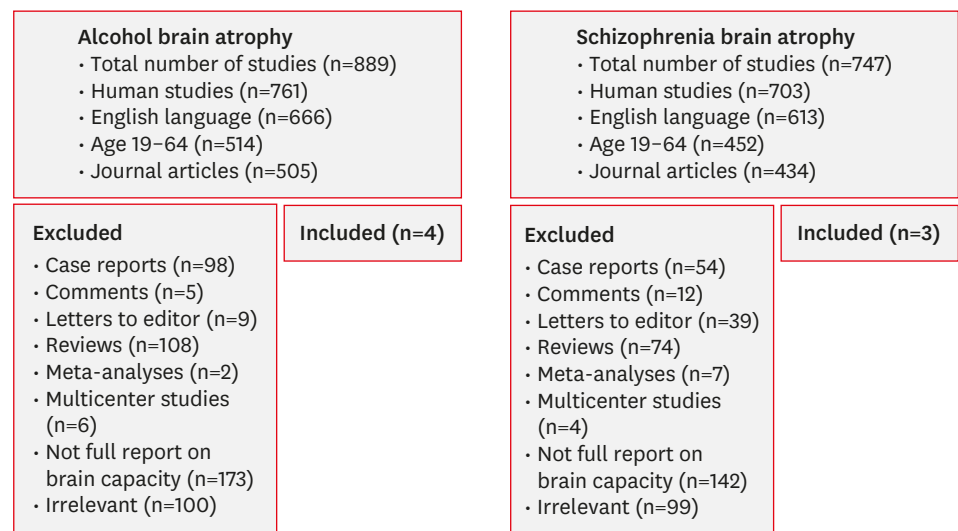 Alcohol brain atrophy
· Total number of studies (n=889)
· Human studies (n=761)
· English language (n=666)
· Age 19–64 (n=514)
· Journal articles (n=505)
Excluded
· Case reports (n=98)
· Comments (n=5)
· Letters to editor (n=9)
· Reviews (n=108)
· Meta-analyses (n=2)
· Multicenter studies
(n=6)
· Not full report on
brain capacity (n=173)
· Irrelevant (n=100)
Included (n=4)
Schizophrenia brain atrophy
· Total number of studies (n=747)
· Human studies (n=703)
· English language (n=613)
· Age 19–64 (n=452)
· Journal articles (n=434)
Excluded
· Case reports (n=54)
· Comments (n=12)
· Letters to editor (n=39)
· Reviews (n=74)
· Meta-analyses (n=7)
· Multicenter studies
(n=4)
· Not full report on
brain capacity (n=142)
· Irrelevant (n=99)
Included (n=3)